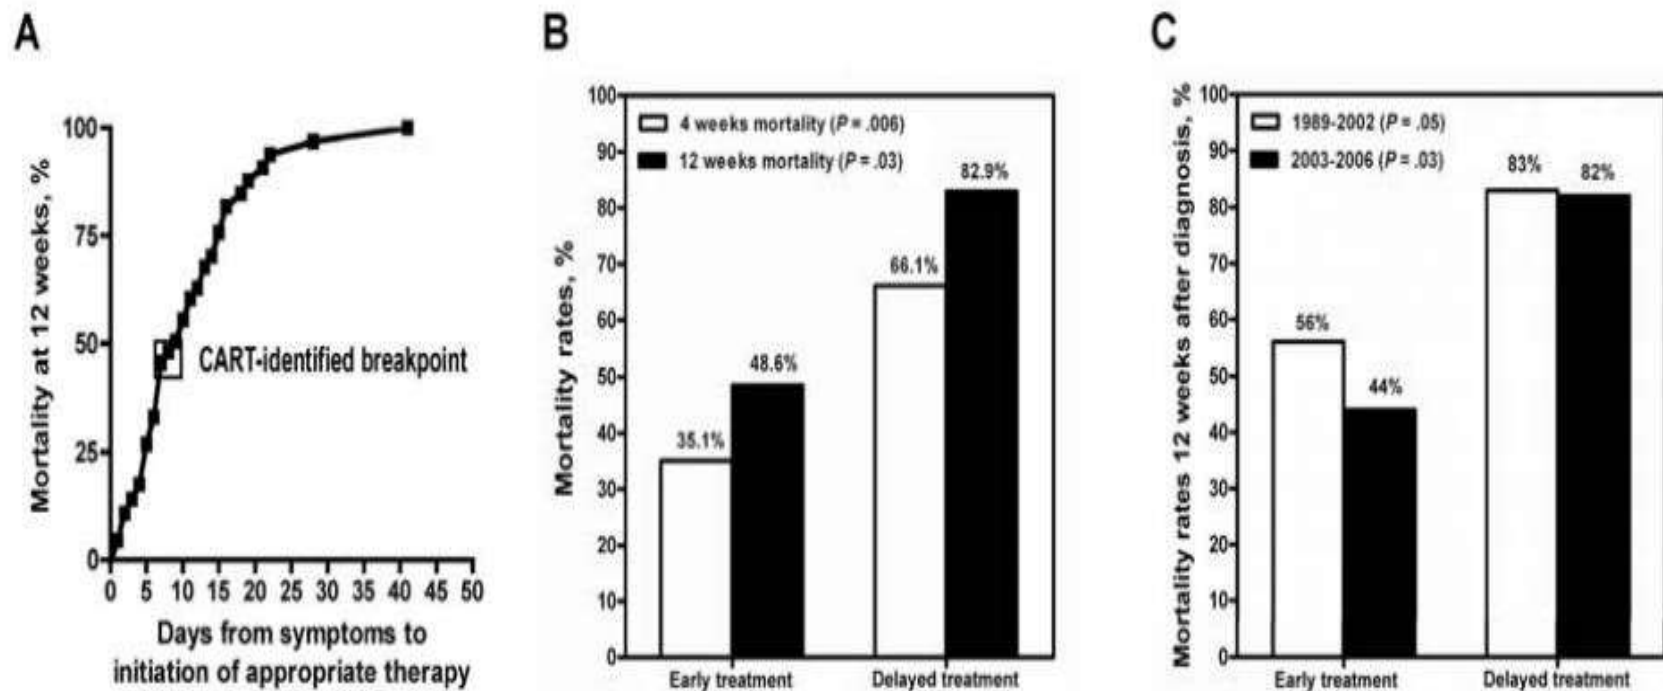 A
Mortality at 12 weeks, %
100
75
50
25
0
CART-identified breakpoint
0 5 10 15 20 25 30 35 40 45 50
Days from symptoms to
initiation of appropriate therapy
B
Mortality rates, %
100
90
80
70
60
50
40
30
20
10
0
4 weeks mortality (P = .006)
12 weeks mortality (P = .03)
35.1%
48.6%
66.1%
82.9%
Early treatment
Delayed treatment
C
Mortality rates 12 weeks after diagnosis, %
100
90
80
70
60
50
40
30
20
10
0
1989-2002 (P = .05)
2003-2006 (P = .03)
56%
44%
83%
82%
Early treatment
Delayed treatment